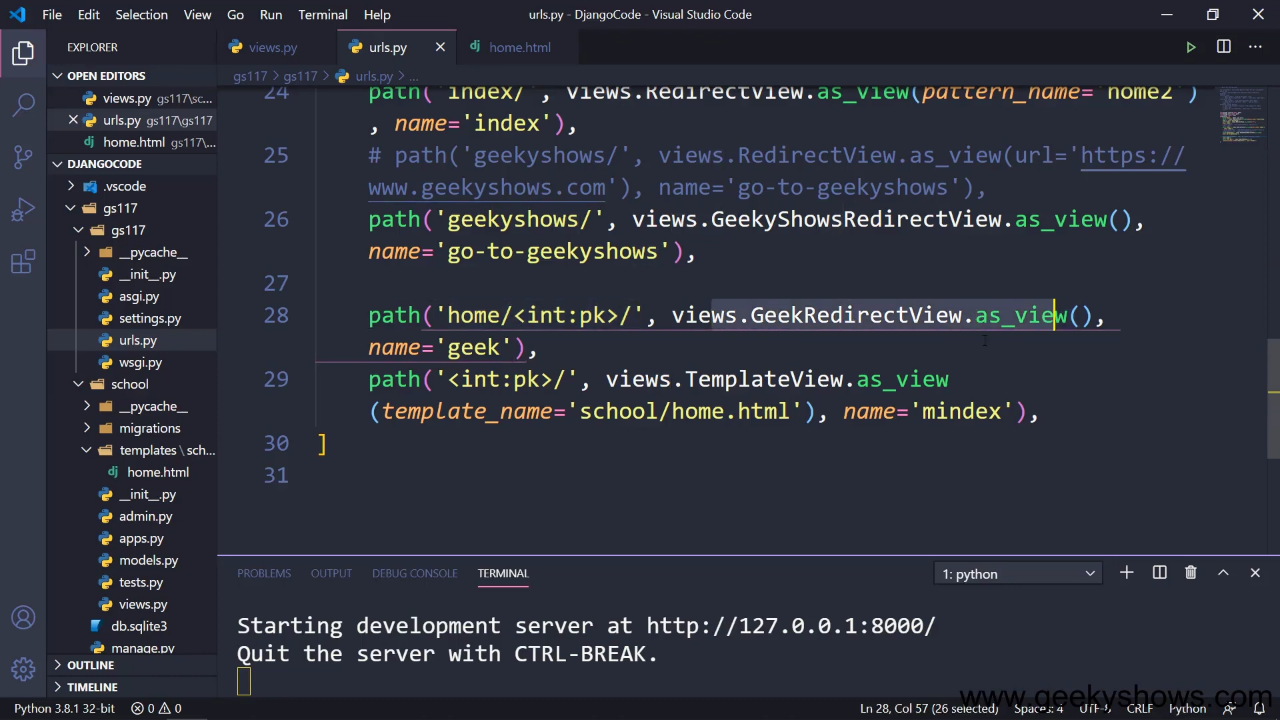 File Edit Selection View Go Run Terminal Help urls.py - DjangoCode - Visual Studio Code
EXPLORER
OPEN EDITORS
views.py gs117\sc...
urls.py gs117\gs117
home.html gs117\...
DJANGOCODE
.vscode
gs117
gs117
__pycache__
__init__.py
asgi.py
settings.py
urls.py
wsgi.py
school
__pycache__
migrations
templates \ sch...
home.html
__init__.py
admin.py
apps.py
models.py
tests.py
views.py
db.sqlite3
manage.py
OUTLINE
TIMELINE
views.py urls.py home.html
gs117 > gs117 > urls.py > ...
24 path('index/', views.RedirectView.as_view(pattern_name='home2')
, name='index'),
25 # path('geekyshows/', views.RedirectView.as_view(url='https://
www.geekyshows.com'), name='go-to-geekyshows'),
26 path('geekyshows/', views.GeekyShowsRedirectView.as_view(),
name='go-to-geekyshows'),
27
28 path('home/<int:pk>/', views.GeekRedirectView.as_view(),
name='geek'),
29 path('<int:pk>/', views.TemplateView.as_view
(template_name='school/home.html'), name='mindex'),
30 ]
31
PROBLEMS OUTPUT DEBUG CONSOLE TERMINAL 1: python
Starting development server at http://127.0.0.1:8000/
Quit the server with CTRL-BREAK.
www.geekyshows.com
Python 3.8.1 32-bit 0 0 Ln 28, Col 57 (26 selected) Spaces: 4 UTF-8 CRLF Python